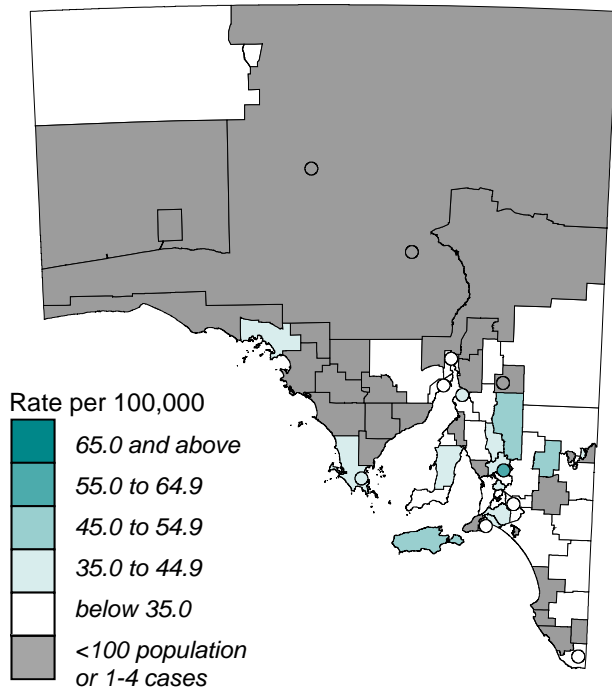 Rate per 100,000
65.0 and above
55.0 to 64.9
45.0 to 54.9
35.0 to 44.9
below 35.0
<100 population
or 1-4 cases